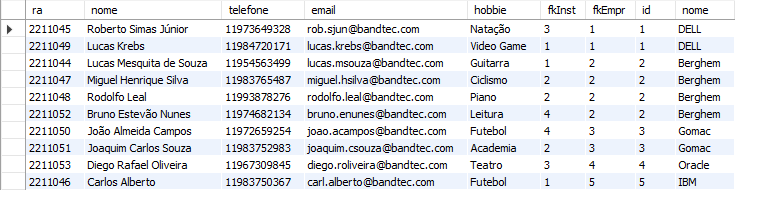 ra nome telefone email hobbie fkInst fkEmpr id nome
2211045 Roberto Simas Júnior 11973649328 rob.sjun@bandtec.com Natação 3 1 1 DELL
2211049 Lucas Krebs 11984720171 lucas.krebs@bandtec.com Video Game 1 1 1 DELL
2211044 Lucas Mesquita de Souza 11954563499 lucas.msouza@bandtec.com Guitarra 1 2 2 Berghem
2211047 Miguel Henrique Silva 11983765487 miguel.hsilva@bandtec.com Ciclismo 2 2 2 Berghem
2211048 Rodolfo Leal 11993878276 rodolfo.leal@bandtec.com Piano 2 2 2 Berghem
2211052 Bruno Estevão Nunes 11974682134 bruno.enunes@bandtec.com Leitura 4 2 2 Berghem
2211050 João Almeida Campos 11972659254 joao.acampos@bandtec.com Futebol 4 3 3 Gomac
2211051 Joaquim Carlos Souza 11983752983 joaquim.csouza@bandtec.com Academia 2 3 3 Gomac
2211053 Diego Rafael Oliveira 11967309845 diego.roliveira@bandtec.com Teatro 3 4 4 Oracle
2211046 Carlos Alberto 11983750367 carl.alberto@bandtec.com Futebol 1 5 5 IBM